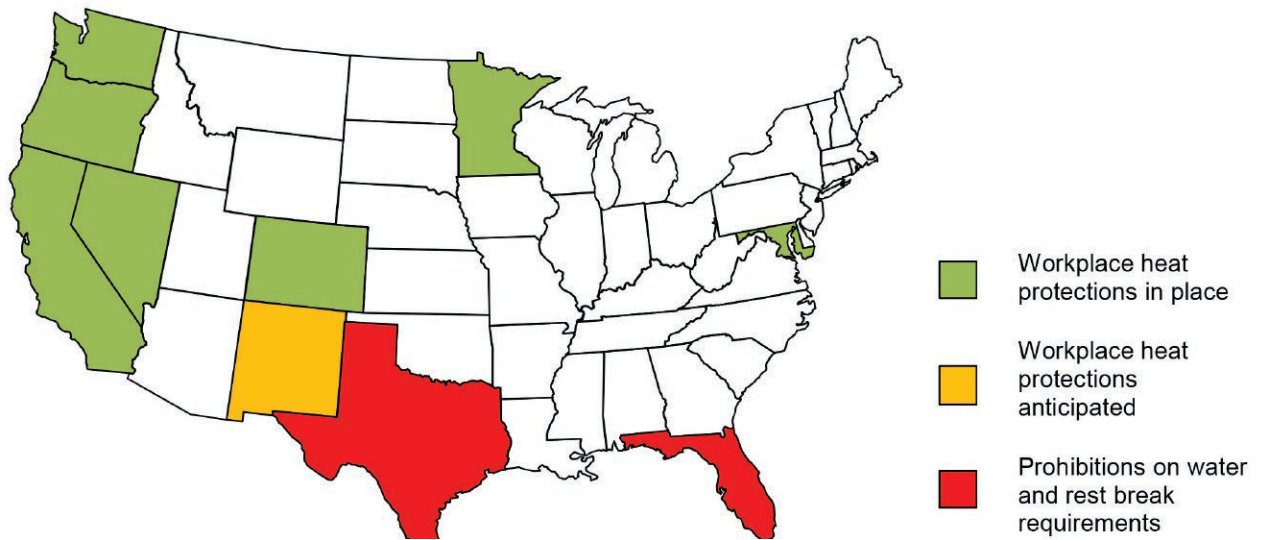 Workplace heat
protections in place
Workplace heat
protections
anticipated
Prohibitions on water
and rest break
requirements